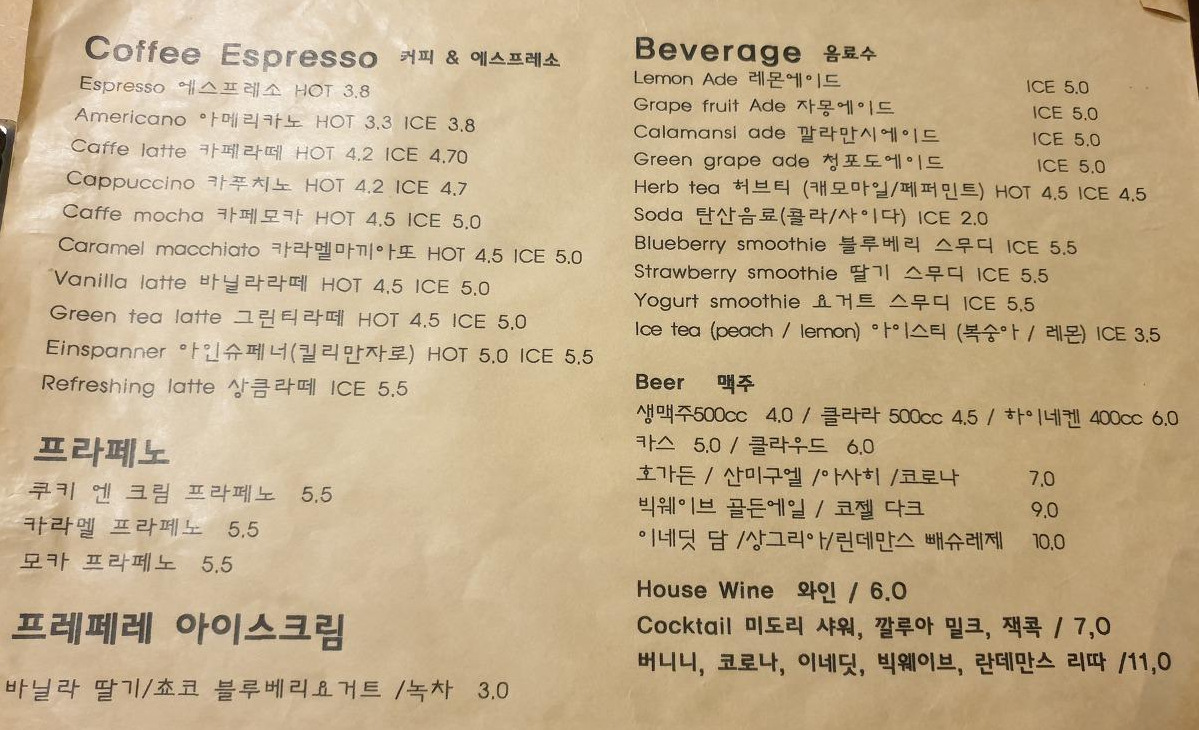 Coffee Espresso 커피 & 에스프레소
Espresso 에스프레소 HOT 3.8
Americano 아메리카노 HOT 3.3 ICE 3.8
Caffe latte 카페라떼 HOT 4.2 ICE 4.70
Cappuccino 카푸치노 HOT 4.2 ICE 4.7
Caffe mocha 카페모카 HOT 4.5 ICE 5.0
Caramel macchiato 카라멜마끼아또 HOT 4.5 ICE 5.0
Vanilla latte 바닐라라떼 HOT 4.5 ICE 5.0
Green tea latte 그린티라떼 HOT 4.5 ICE 5.0
Einspanner 아인슈페너(킬리만자로) HOT 5.0 ICE 5.5
Refreshing latte 상큼라떼 ICE 5.5
프라페노
쿠키 엔 크림 프라페노 5.5
카라멜 프라페노 5.5
모카 프라페노 5.5
프레페레 아이스크림
바닐라 딸기/쵸코 블루베리요거트 /녹차 3.0
Beverage 음료수
Lemon Ade 레몬에이드 ICE 5.0
Grape fruit Ade 자몽에이드 ICE 5.0
Calamansi ade 깔라만시에이드 ICE 5.0
Green grape ade 청포도에이드 ICE 5.0
Herb tea 허브티 (캐모마일/페퍼민트) HOT 4.5 ICE 4.5
Soda 탄산음료(콜라/사이다) ICE 2.0
Blueberry smoothie 블루베리 스무디 ICE 5.5
Strawberry smoothie 딸기 스무디 ICE 5.5
Yogurt smoothie 요거트 스무디 ICE 5.5
Ice tea (peach / lemon) 아이스티 (복숭아 / 레몬) ICE 3.5
Beer 맥주
생맥주500cc 4.0 / 클라라 500cc 4.5 / 하이네켄 400cc 6.0
카스 5.0 / 클라우드 6.0
호가든 / 산미구엘 /아사히 /코로나 7.0
빅웨이브 골든에일 / 코젤 다크 9.0
이네딧 담 /상그리아/린데만스 빼슈레제 10.0
House Wine 와인 / 6.0
Cocktail 미도리 샤워, 깔루아 밀크, 잭콕 / 7,0
버니니, 코로나, 이네딧, 빅웨이브, 란데만스 리따 /11,0